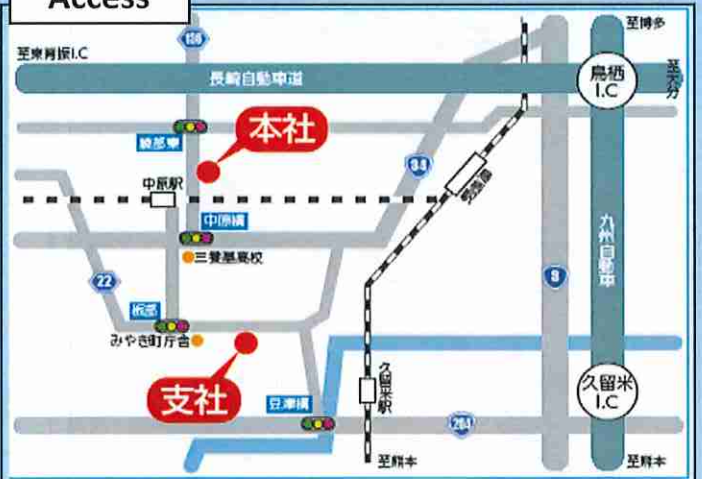 Access
至博多
136
至東背振I.C
長崎自動車道
鳥栖
I.C
至大分
綾部東
本社
34
中原駅
中原橋
三養基高校
22
九州自動車
板部
みやき町庁舎
支社
豆津橋
久留米駅
久留米
I.C
264
至熊本
至熊本